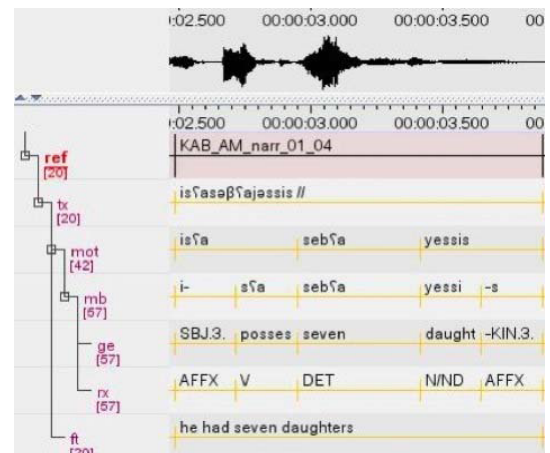 :02.500 00:00:03.000 00:00:03.500 00
:02.500 00:00:03.000 00:00:03.500 00
ref [20] KAB_AM_narr_01_04
tx [20] isʕasəβʕajəssis //
mot [42] isʕa sebʕa yessis
mb [57] i- sʕa sebʕa yessi -s
ge [57] SBJ.3. posses seven daught -KIN.3.
rx [57] AFFX V DET N/ND AFFX
ft [20] he had seven daughters